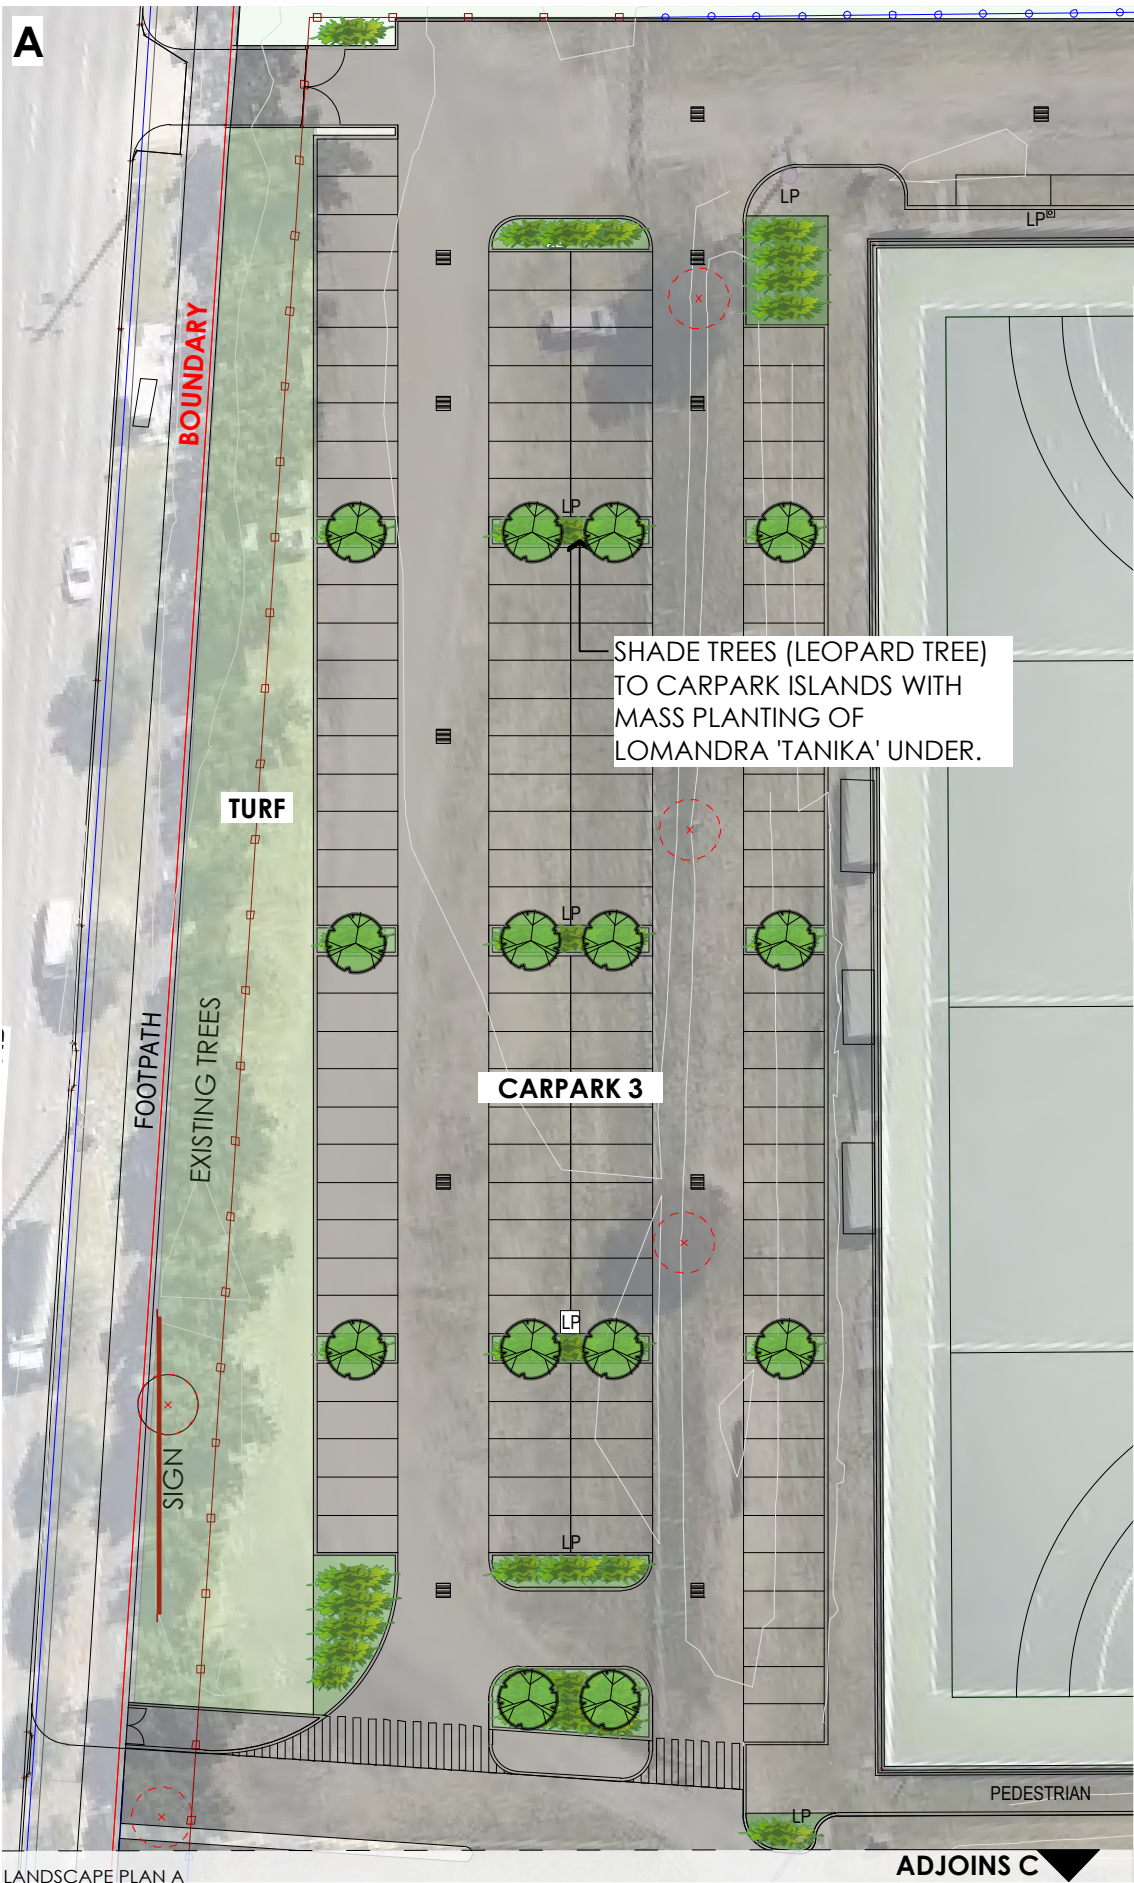 A
LP
LP
BOUNDARY
LP
SHADE TREES (LEOPARD TREE)
TO CARPARK ISLANDS WITH
MASS PLANTING OF
LOMANDRA 'TANIKA' UNDER.
TURF
LP
FOOTPATH
EXISTING TREES
CARPARK 3
LP
SIGN
LP
PEDESTRIAN
LP
ADJOINS C
LANDSCAPE PLAN A